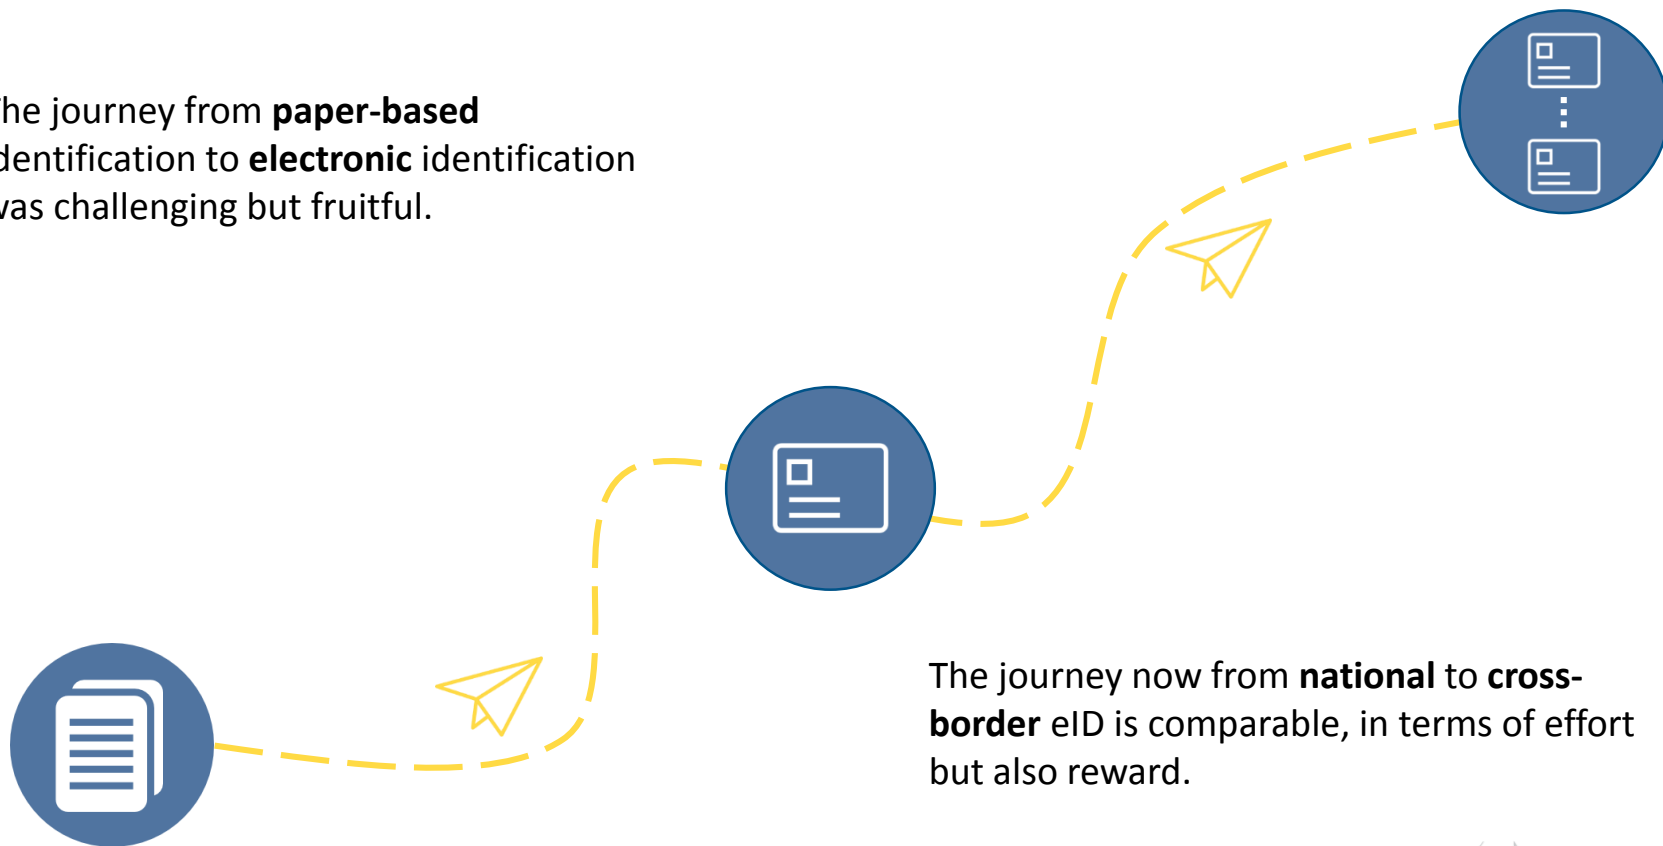 he journey from paper-based
dentification to electronic identification
was challenging but fruitful.
The journey now from national to cross-
border eID is comparable, in terms of effort
but also reward.